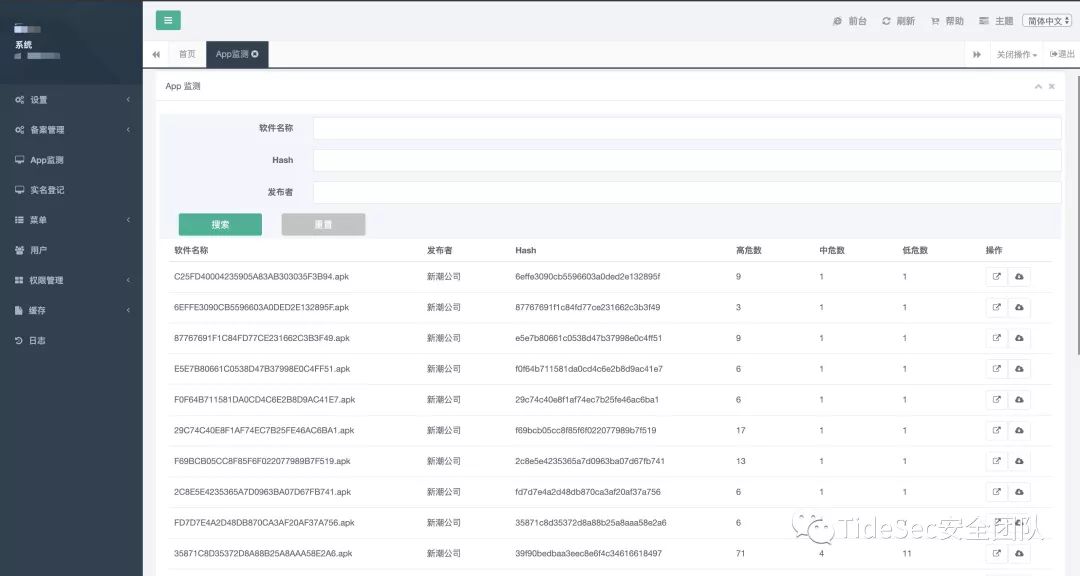 系统
前台 刷新 帮助 主题 简体中文
首页 App监测 关闭操作 退出
设置
备案管理
App监测
实名登记
菜单
用户
权限管理
缓存
日志
App 监测
软件名称
Hash
发布者
搜索 重置
软件名称 发布者 Hash 高危数 中危数 低危数 操作
C25FD40004235905A83AB303035F3B94.apk 新潮公司 6effe3090cb5596603a0ded2e132895f 9 1 1
6EFFE3090CB5596603A0DED2E132895F.apk 新潮公司 87767691f1c84fd77ce231662c3b3f49 3 1 1
87767691F1C84FD77CE231662C3B3F49.apk 新潮公司 e5e7b80661c0538d47b37998e0c4ff51 9 1 1
E5E7B80661C0538D47B37998E0C4FF51.apk 新潮公司 f0f64b711581da0cd4c6e2b8d9ac41e7 6 1 1
F0F64B711581DA0CD4C6E2B8D9AC41E7.apk 新潮公司 29c74c40e8f1af74ec7b25fe46ac6ba1 6 1 1
29C74C40E8F1AF74EC7B25FE46AC6BA1.apk 新潮公司 f69bcb05cc8f85f6f022077989b7f519 17 1 1
F69BCB05CC8F85F6F022077989B7F519.apk 新潮公司 2c8e5e4235365a7d0963ba07d67fb741 13 1 1
2C8E5E4235365A7D0963BA07D67FB741.apk 新潮公司 fd7d7e4a2d48db870ca3af20af37a756 6 1 1
FD7D7E4A2D48DB870CA3AF20AF37A756.apk 新潮公司 35871c8d35372d8a88b25a8aaa58e2a6 6
35871C8D35372D8A88B25A8AAA58E2A6.apk 新潮公司 39f90bedbaa3eec8e6f4c34616618497 71 4 11
TideSec安全团队